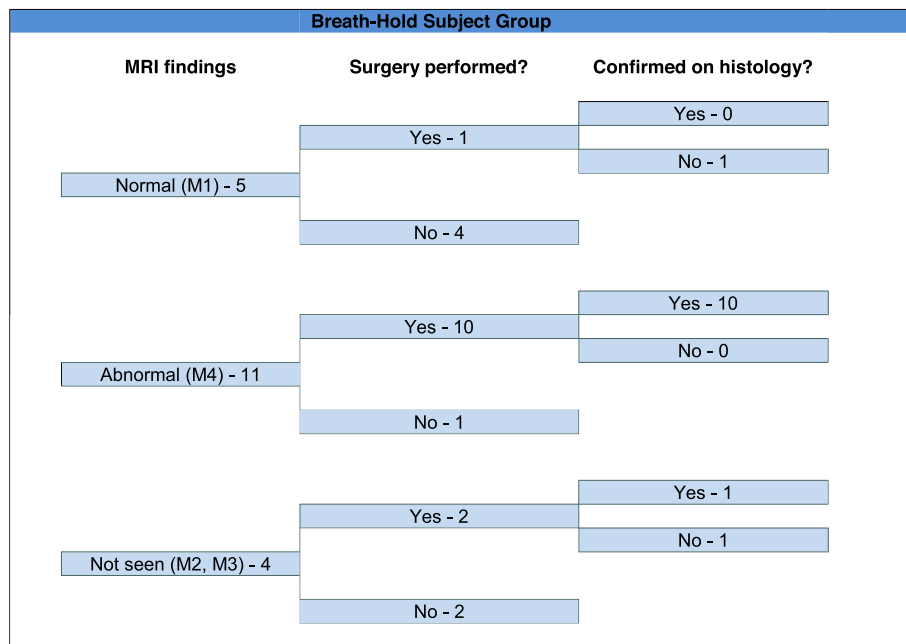 Breath-Hold Subject Group
MRI findings Surgery performed? Confirmed on histology?
Yes - 0
Yes - 1
No - 1
Normal (M1) - 5
No - 4
Yes - 10
Yes - 10
No - 0
Abnormal (M4) - 11
No - 1
Yes - 1
Yes - 2
No - 1
Not seen (M2, M3) - 4
No - 2